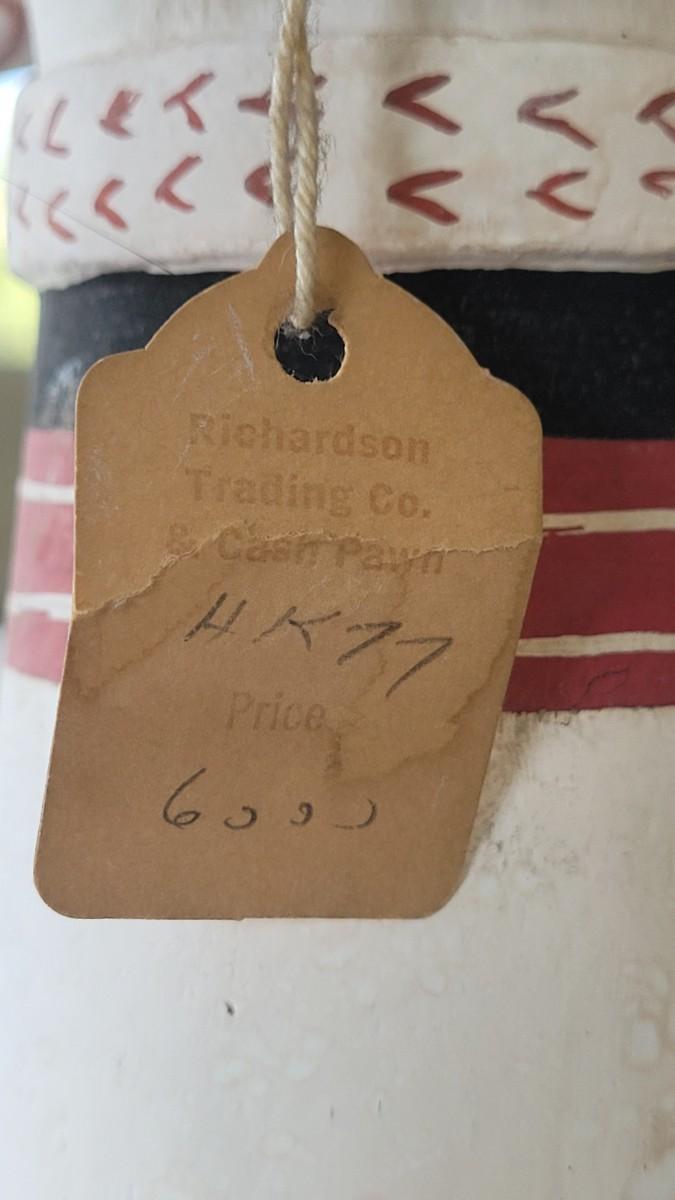 Richardson
Trading Co.
& Cash Pawn
HK77
Price
6000